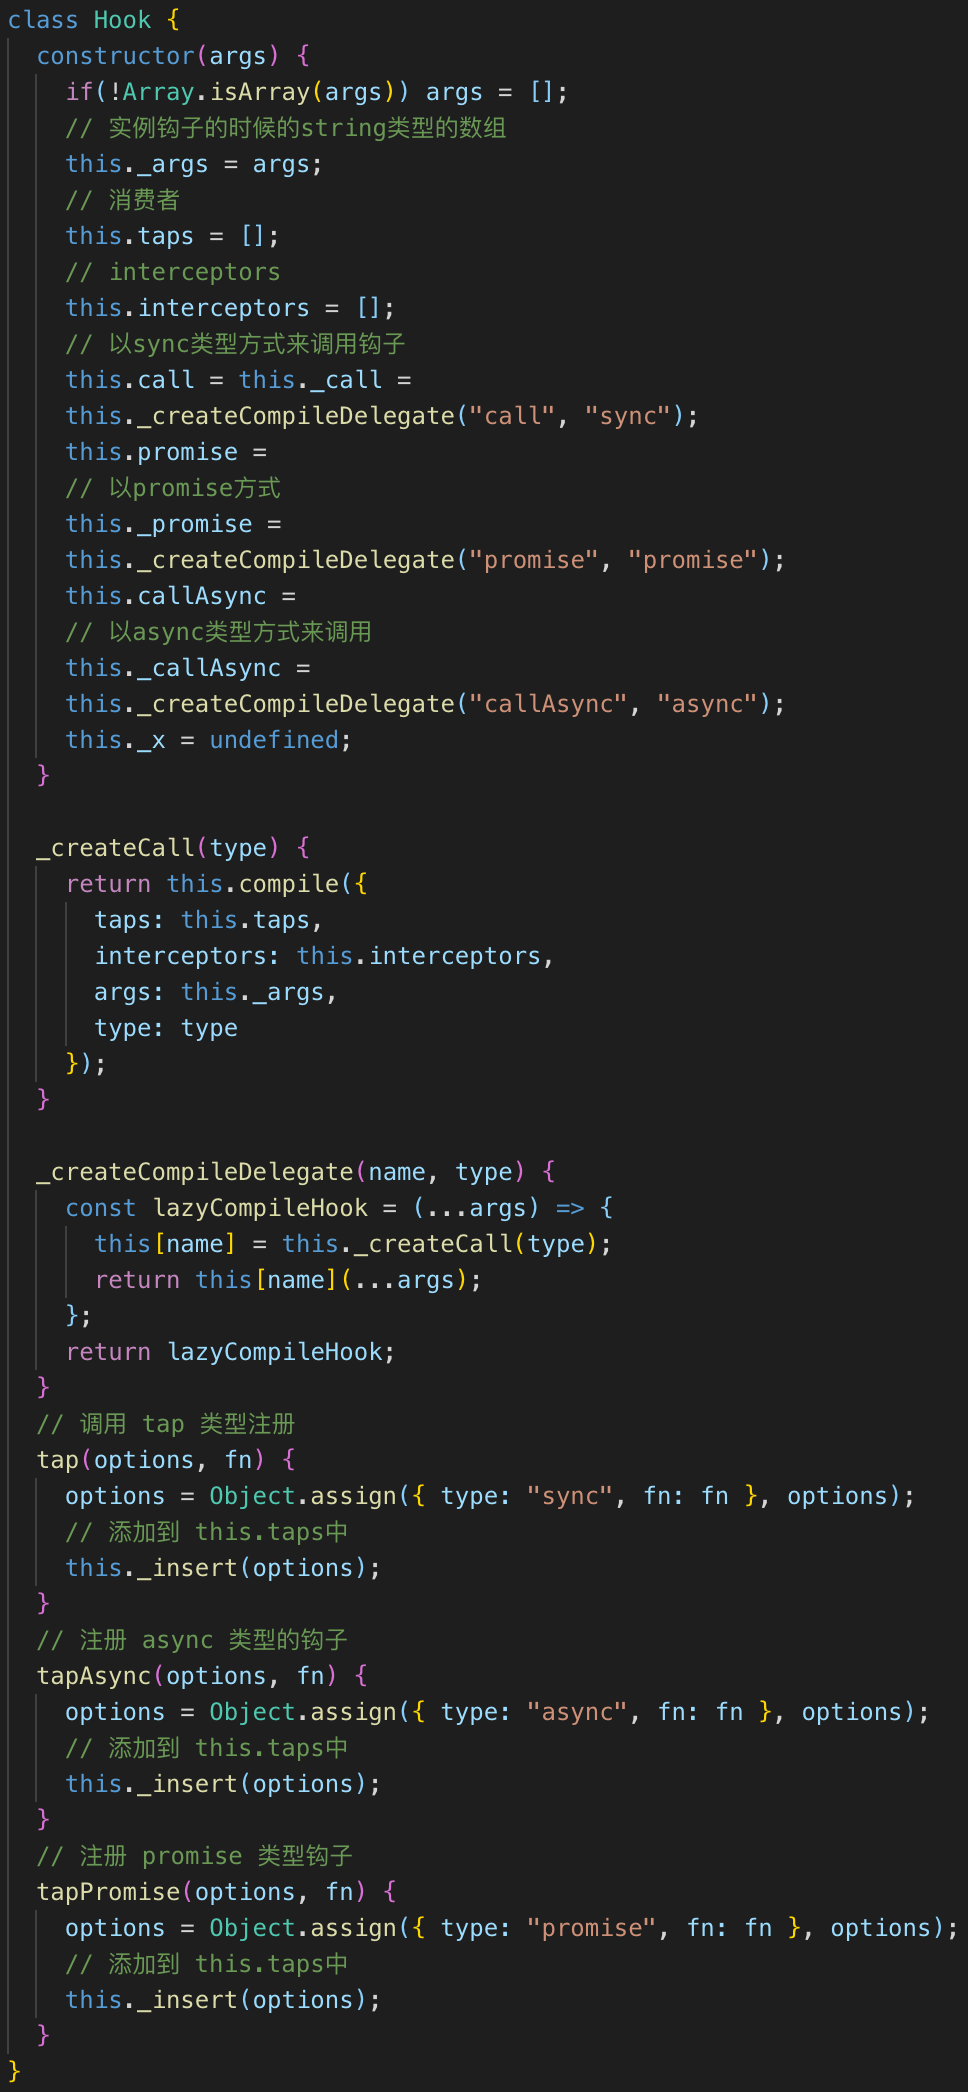 class Hook {
  constructor(args) {
    if(!Array.isArray(args)) args = [];
    // 实例钩子的时候的string类型的数组
    this._args = args;
    // 消费者
    this.taps = [];
    // interceptors
    this.interceptors = [];
    // 以sync类型方式来调用钩子
    this.call = this._call =
    this._createCompileDelegate("call", "sync");
    this.promise =
    // 以promise方式
    this._promise =
    this._createCompileDelegate("promise", "promise");
    this.callAsync =
    // 以async类型方式来调用
    this._callAsync =
    this._createCompileDelegate("callAsync", "async");
    this._x = undefined;
  }

  _createCall(type) {
    return this.compile({
      taps: this.taps,
      interceptors: this.interceptors,
      args: this._args,
      type: type
    });
  }

  _createCompileDelegate(name, type) {
    const lazyCompileHook = (...args) => {
      this[name] = this._createCall(type);
      return this[name](...args);
    };
    return lazyCompileHook;
  }
  // 调用 tap 类型注册
  tap(options, fn) {
    options = Object.assign({ type: "sync", fn: fn }, options);
    // 添加到 this.taps中
    this._insert(options);
  }
  // 注册 async 类型的钩子
  tapAsync(options, fn) {
    options = Object.assign({ type: "async", fn: fn }, options);
    // 添加到 this.taps中
    this._insert(options);
  }
  // 注册 promise 类型钩子
  tapPromise(options, fn) {
    options = Object.assign({ type: "promise", fn: fn }, options);
    // 添加到 this.taps中
    this._insert(options);
  }
}